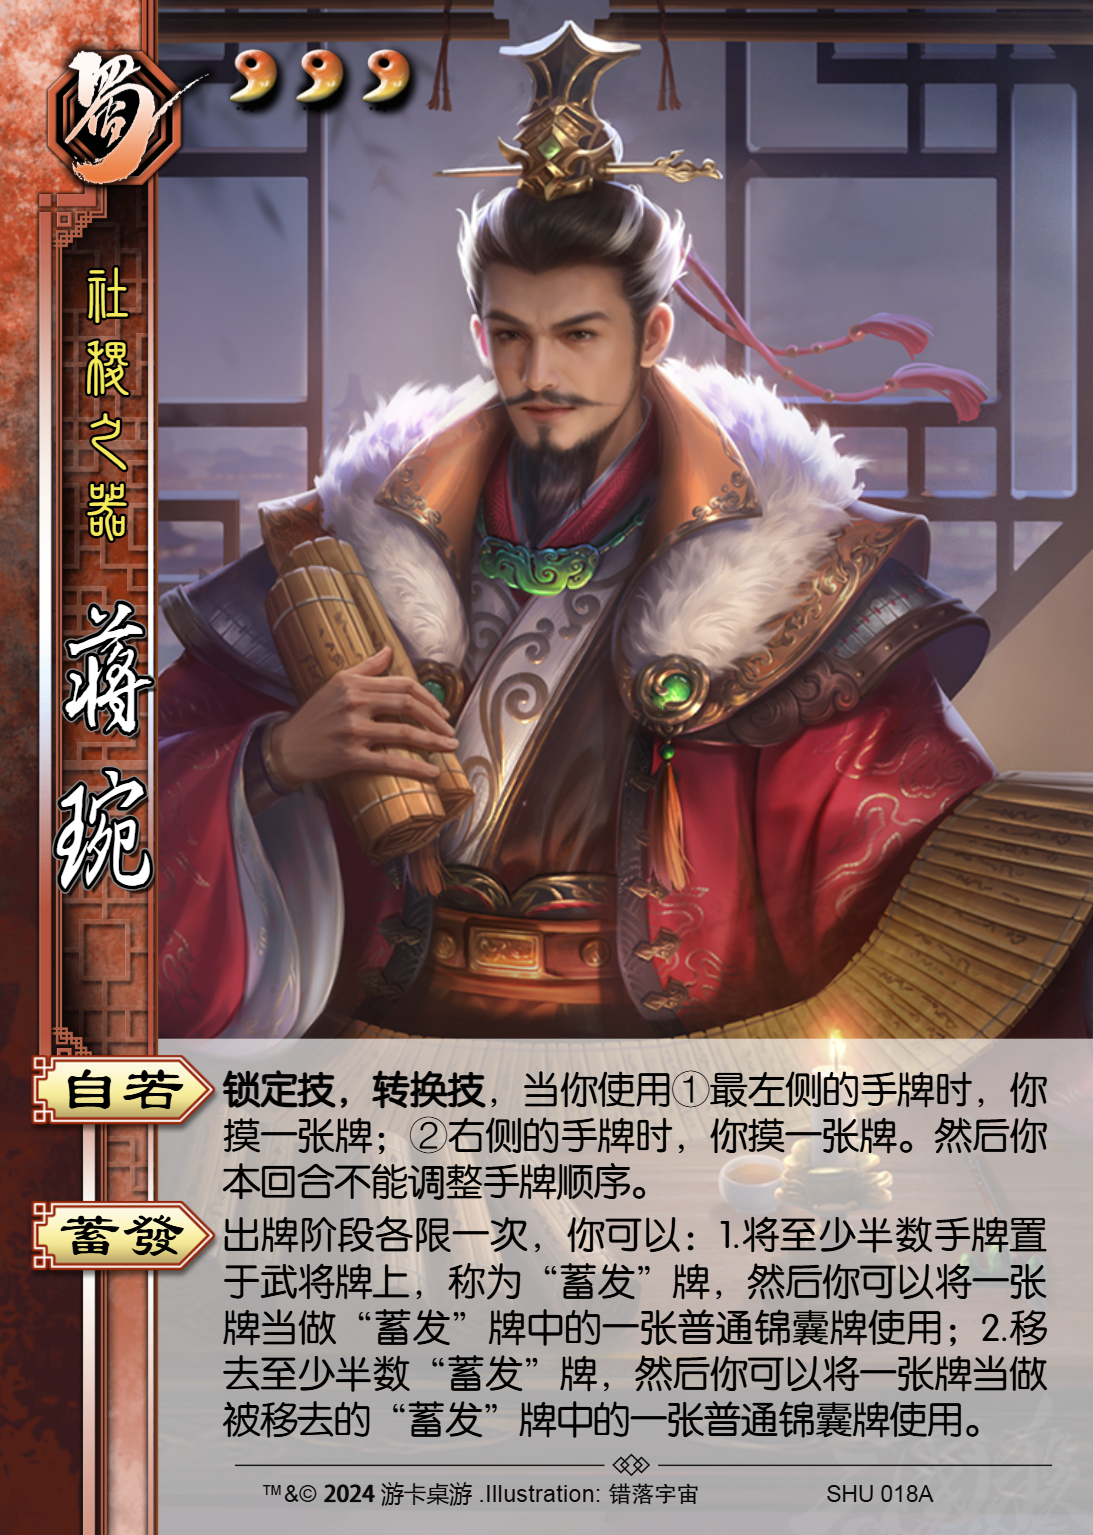 蜀
社稷之器
蔣琬
自若
锁定技，转换技，当你使用①最左侧的手牌时，你
摸一张牌；②右侧的手牌时，你摸一张牌。然后你
本回合不能调整手牌顺序。
蓄發
出牌阶段各限一次，你可以：1.将至少半数手牌置
于武将牌上，称为“蓄发”牌，然后你可以将一张
牌当做“蓄发”牌中的一张普通锦囊牌使用；2.移
去至少半数“蓄发”牌，然后你可以将一张牌当做
被移去的“蓄发”牌中的一张普通锦囊牌使用。
™&© 2024 游卡桌游 .Illustration: 错落宇宙
SHU 018A